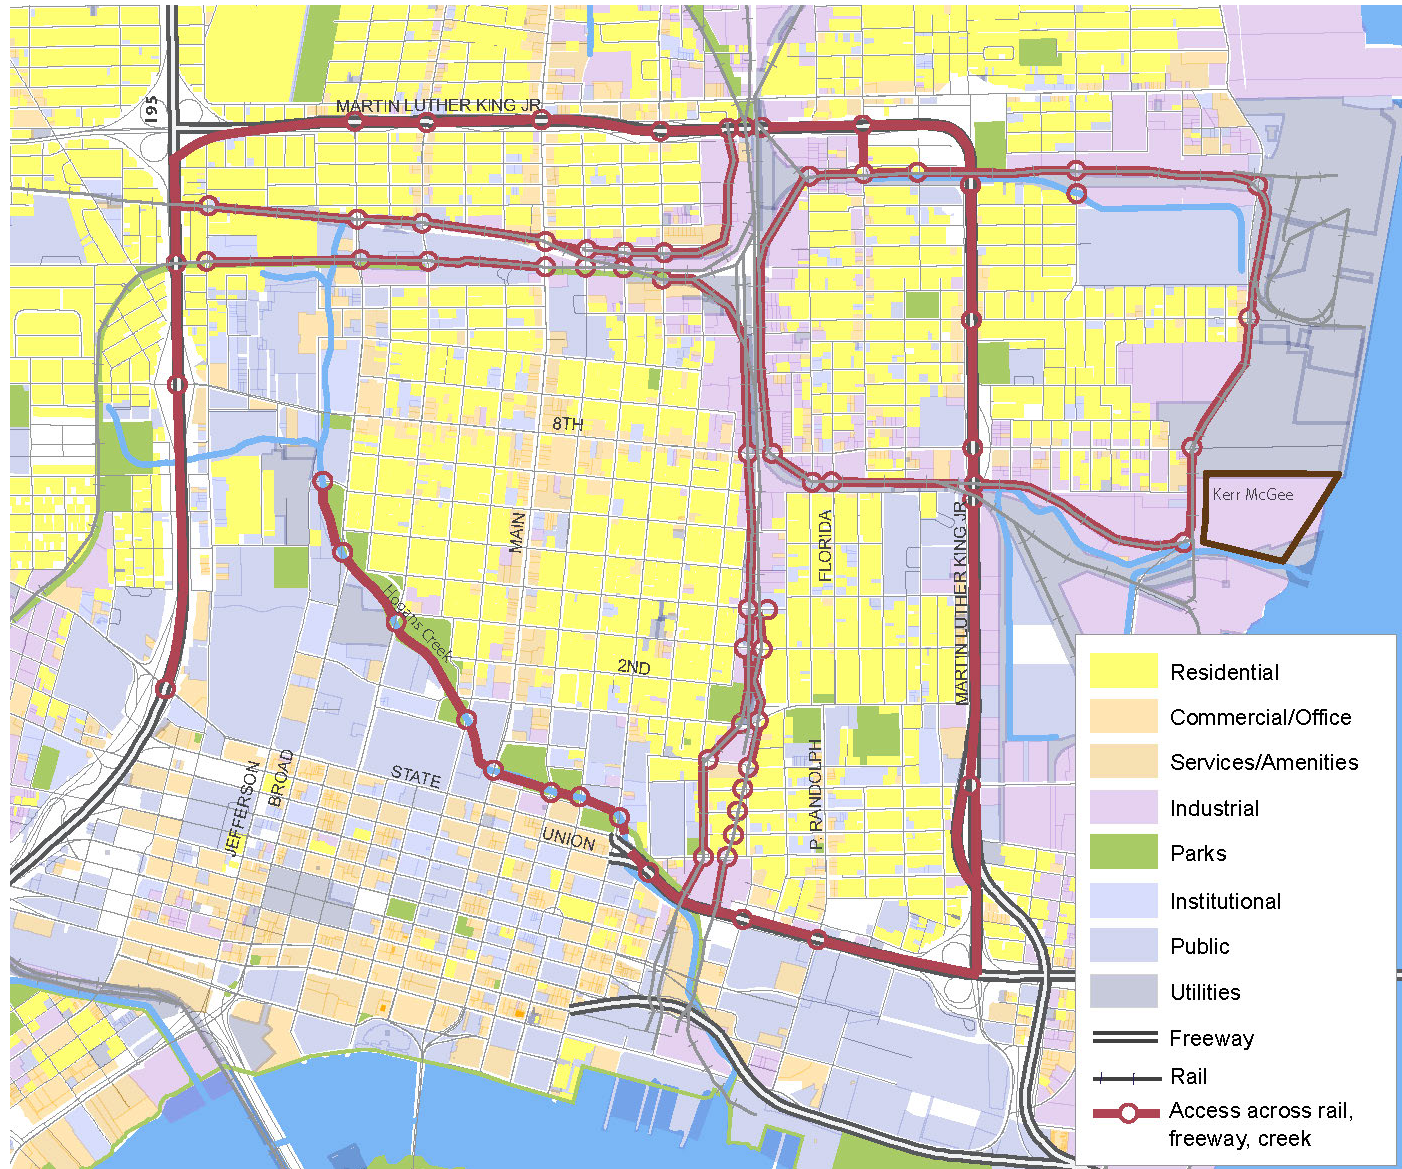 I95
MARTIN LUTHER KING JR.
8TH
MAIN
Kerr McGee
FLORIDA
MARTIN LUTHER KING JR.
Hogans Creek
2ND
JEFFERSON
BROAD
STATE
UNION
P. RANDOLPH
Residential
Commercial/Office
Services/Amenities
Industrial
Parks
Institutional
Public
Utilities
Freeway
Rail
Access across rail,
freeway, creek